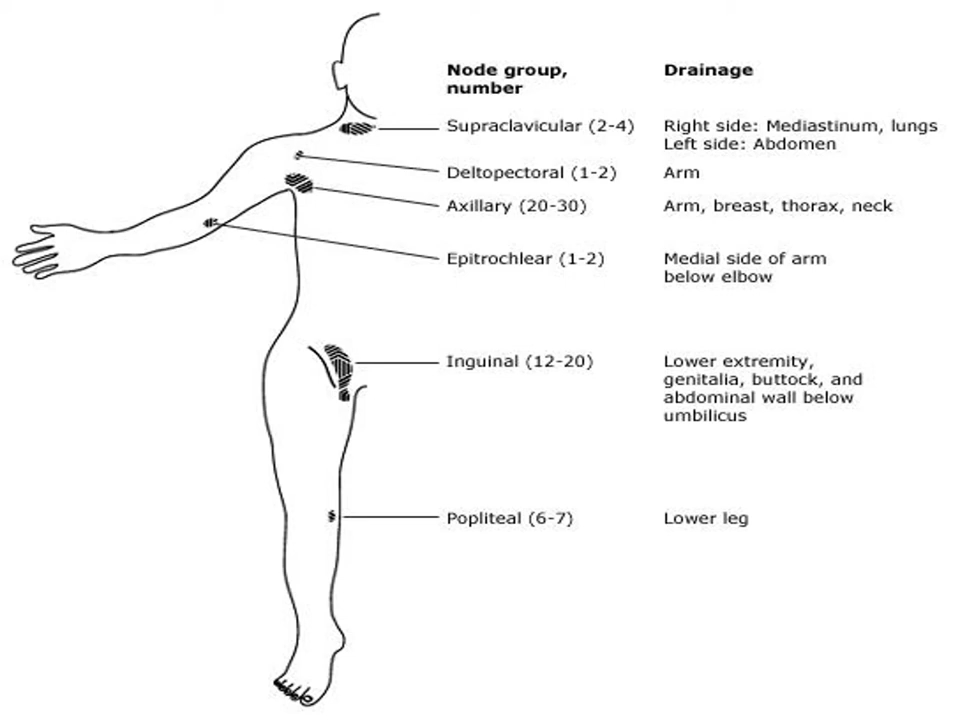 Node group, number
Drainage
Supraclavicular (2-4)
Right side: Mediastinum, lungs
Left side: Abdomen
Deltopectoral (1-2)
Arm
Axillary (20-30)
Arm, breast, thorax, neck
Epitrochlear (1-2)
Medial side of arm
below elbow
Inguinal (12-20)
Lower extremity,
genitalia, buttock, and
abdominal wall below
umbilicus
Popliteal (6-7)
Lower leg